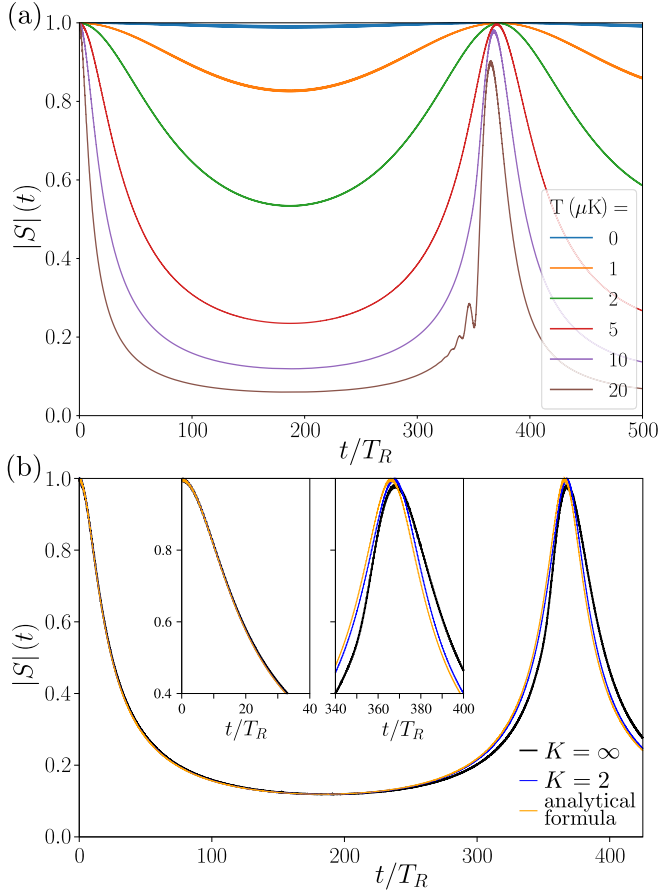 (a)
1.0
0.8
0.6
0.4
0.2
0.0
|S| (t)
T (μK) =
0
1
2
5
10
20
0 100 200 300 400 500
t/T_R
(b)
1.0
0.8
0.6
0.4
0.2
0.0
|S| (t)
0.8
0.6
0.4
0 20 40
t/T_R
340 360 380 400
t/T_R
K = ∞
K = 2
analytical
formula
0 100 200 300 400
t/T_R